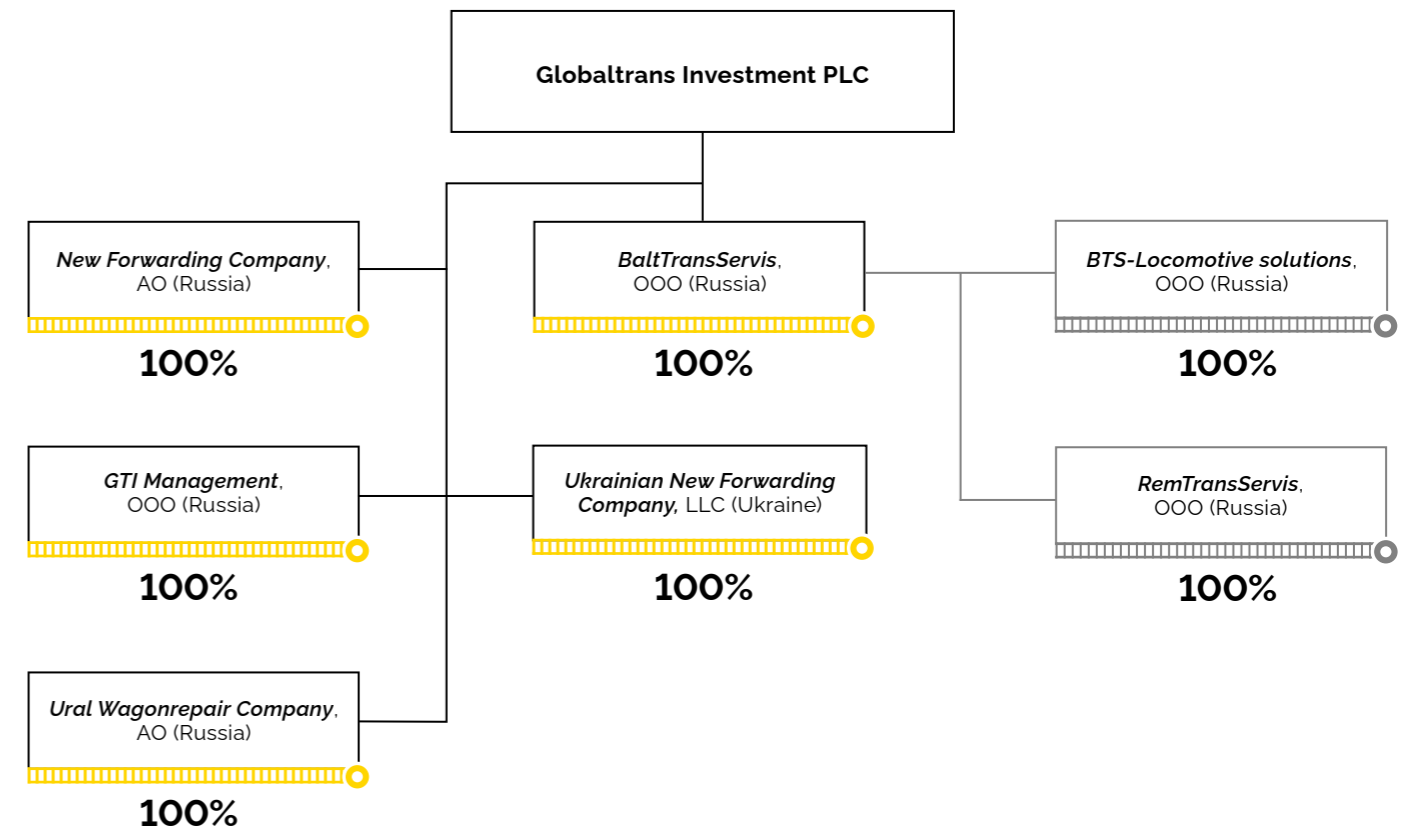 Globaltrans Investment PLC
New Forwarding Company,
AO (Russia)
100%
BaltTransServis,
OOO (Russia)
100%
BTS-Locomotive solutions,
OOO (Russia)
100%
GTI Management,
OOO (Russia)
100%
Ukrainian New Forwarding
Company, LLC (Ukraine)
100%
RemTransServis,
OOO (Russia)
100%
Ural Wagonrepair Company,
AO (Russia)
100%